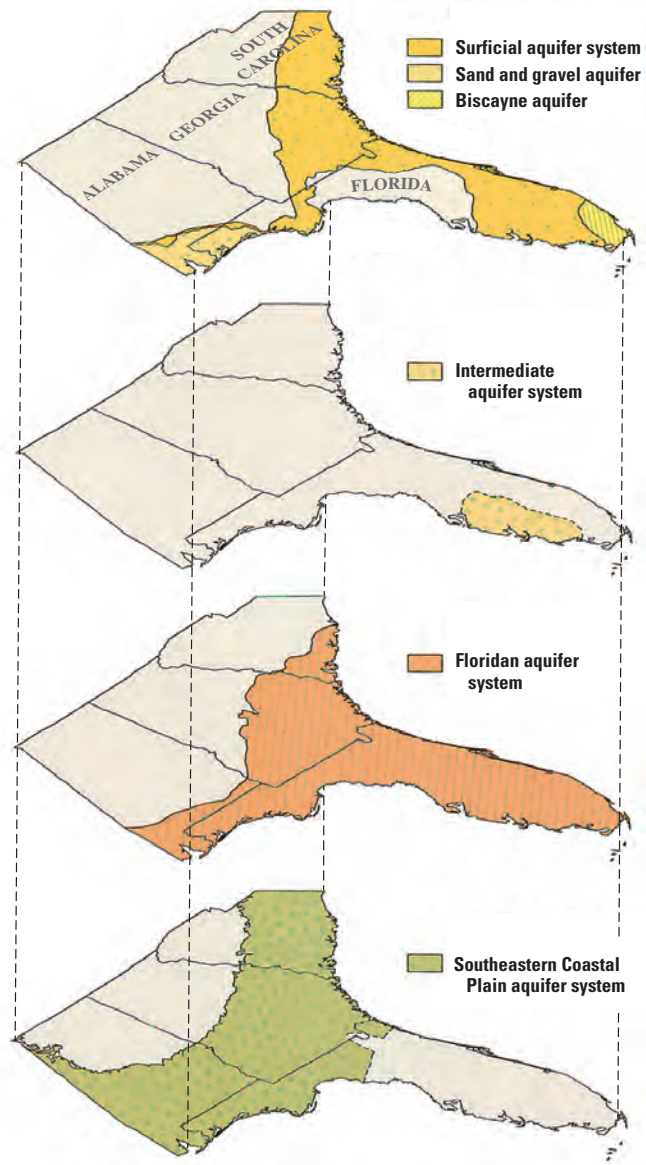 SOUTH
CAROLINA
GEORGIA
ALABAMA
FLORIDA
Surficial aquifer system
Sand and gravel aquifer
Biscayne aquifer
Intermediate
aquifer system
Floridan aquifer
system
Southeastern Coastal
Plain aquifer system